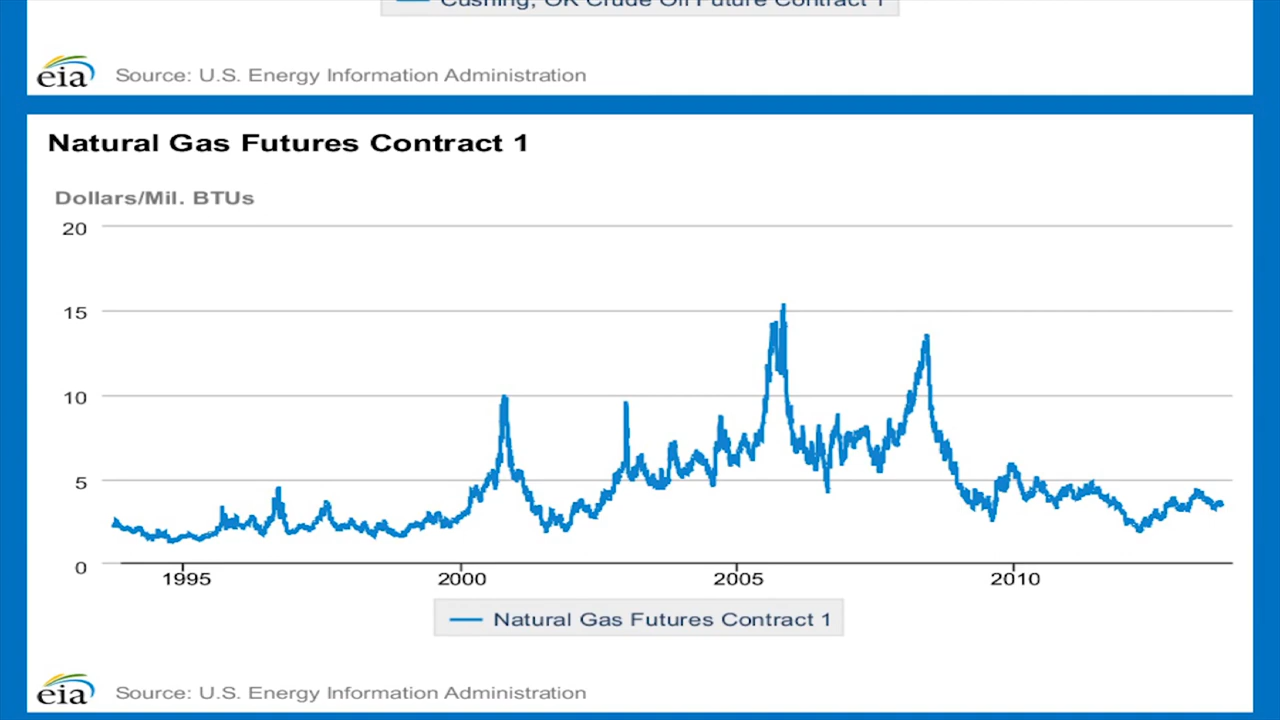 Cushing, OK Crude Oil Future Contract 1
eia Source: U.S. Energy Information Administration
Natural Gas Futures Contract 1
Dollars/Mil. BTUs
20
15
10
5
0
1995 2000 2005 2010
Natural Gas Futures Contract 1
eia Source: U.S. Energy Information Administration